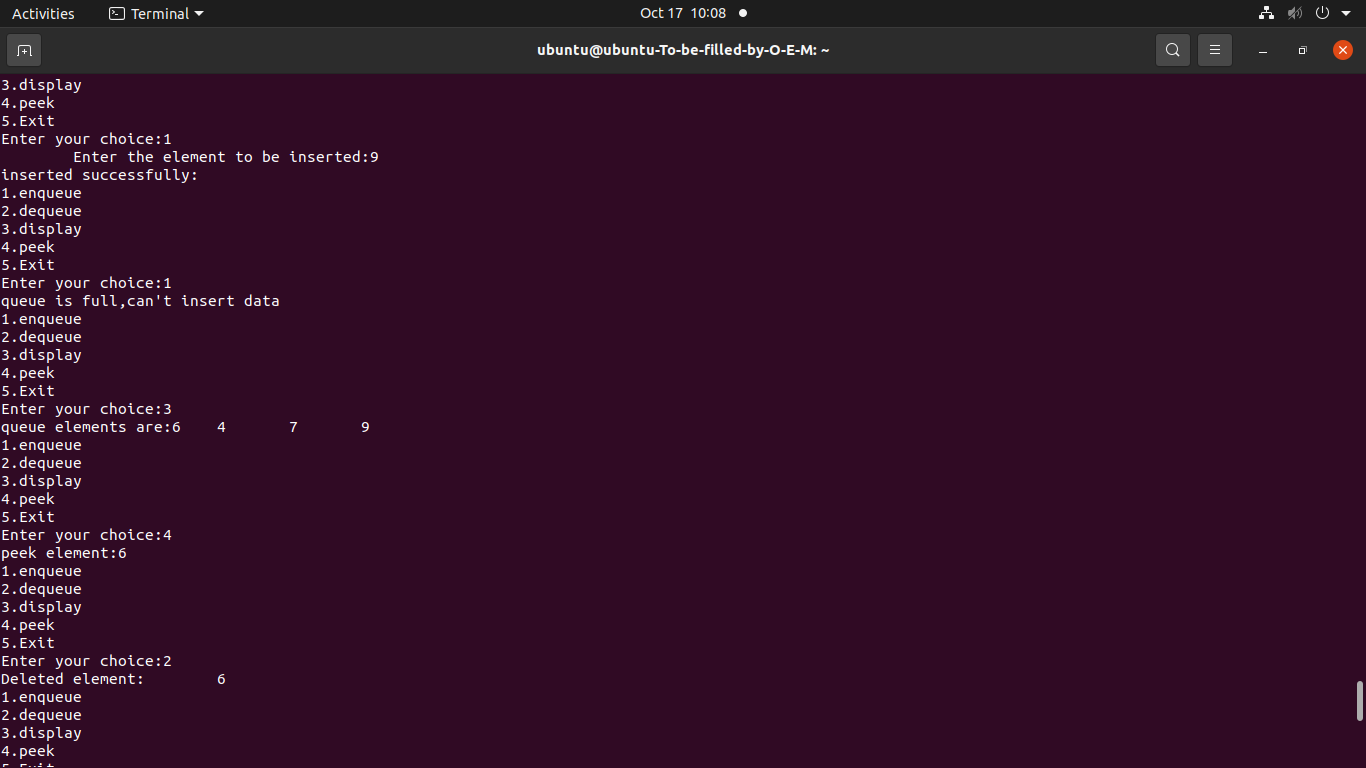 Activities Terminal Oct 17 10:08
ubuntu@ubuntu-To-be-filled-by-O-E-M: ~
3.display
4.peek
5.Exit
Enter your choice:1
Enter the element to be inserted:9
inserted successfully:
1.enqueue
2.dequeue
3.display
4.peek
5.Exit
Enter your choice:1
queue is full,can't insert data
1.enqueue
2.dequeue
3.display
4.peek
5.Exit
Enter your choice:3
queue elements are:6 4 7 9
1.enqueue
2.dequeue
3.display
4.peek
5.Exit
Enter your choice:4
peek element:6
1.enqueue
2.dequeue
3.display
4.peek
5.Exit
Enter your choice:2
Deleted element: 6
1.enqueue
2.dequeue
3.display
4.peek
5.Exit